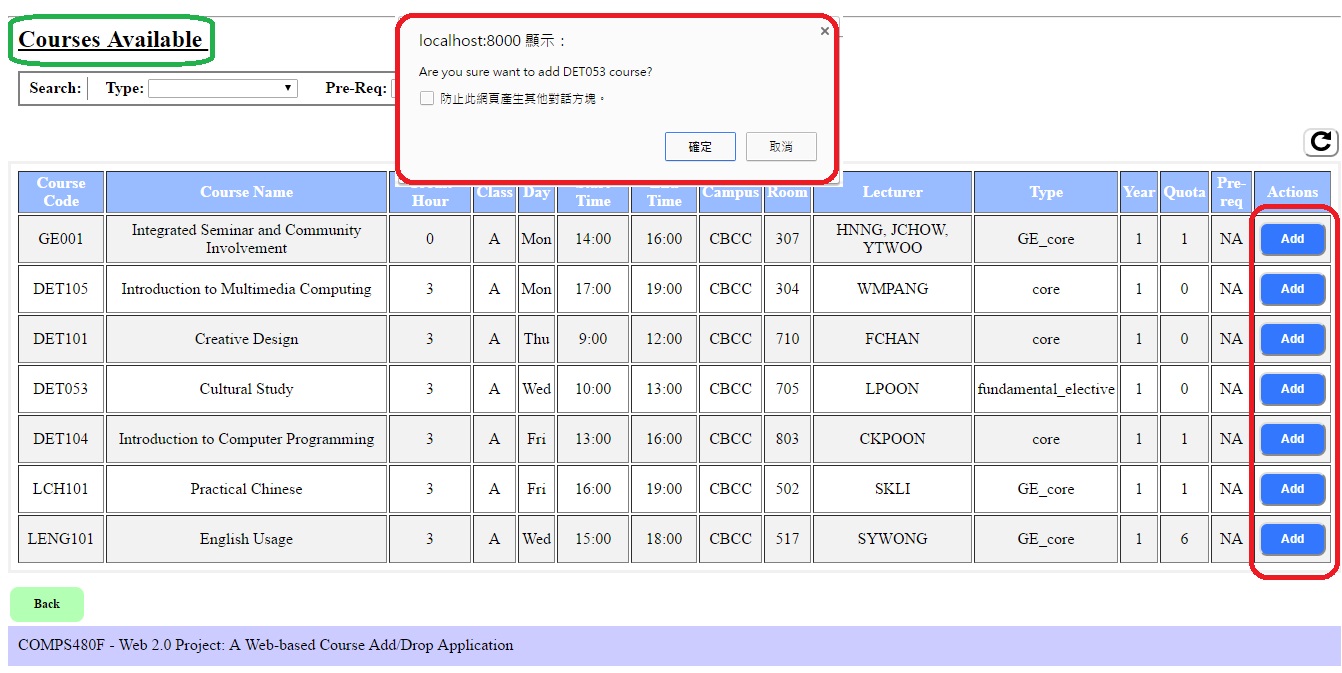 Courses Available
localhost:8000 顯示：
Are you sure want to add DET053 course?
防止此網頁產生其他對話方塊。
確定 取消
Search: Type: Pre-Req:
Course Code Course Name Hour Class Day Time Time Campus Room Lecturer Type Year Quota Pre-req Actions
GE001 Integrated Seminar and Community Involvement 0 A Mon 14:00 16:00 CBCC 307 HNNG, JCHOW, YTWOO GE_core 1 1 NA Add
DET105 Introduction to Multimedia Computing 3 A Mon 17:00 19:00 CBCC 304 WMPANG core 1 0 NA Add
DET101 Creative Design 3 A Thu 9:00 12:00 CBCC 710 FCHAN core 1 0 NA Add
DET053 Cultural Study 3 A Wed 10:00 13:00 CBCC 705 LPOON fundamental_elective 1 0 NA Add
DET104 Introduction to Computer Programming 3 A Fri 13:00 16:00 CBCC 803 CKPOON core 1 1 NA Add
LCH101 Practical Chinese 3 A Fri 16:00 19:00 CBCC 502 SKLI GE_core 1 1 NA Add
LENG101 English Usage 3 A Wed 15:00 18:00 CBCC 517 SYWONG GE_core 1 6 NA Add
Back
COMPS480F - Web 2.0 Project: A Web-based Course Add/Drop Application